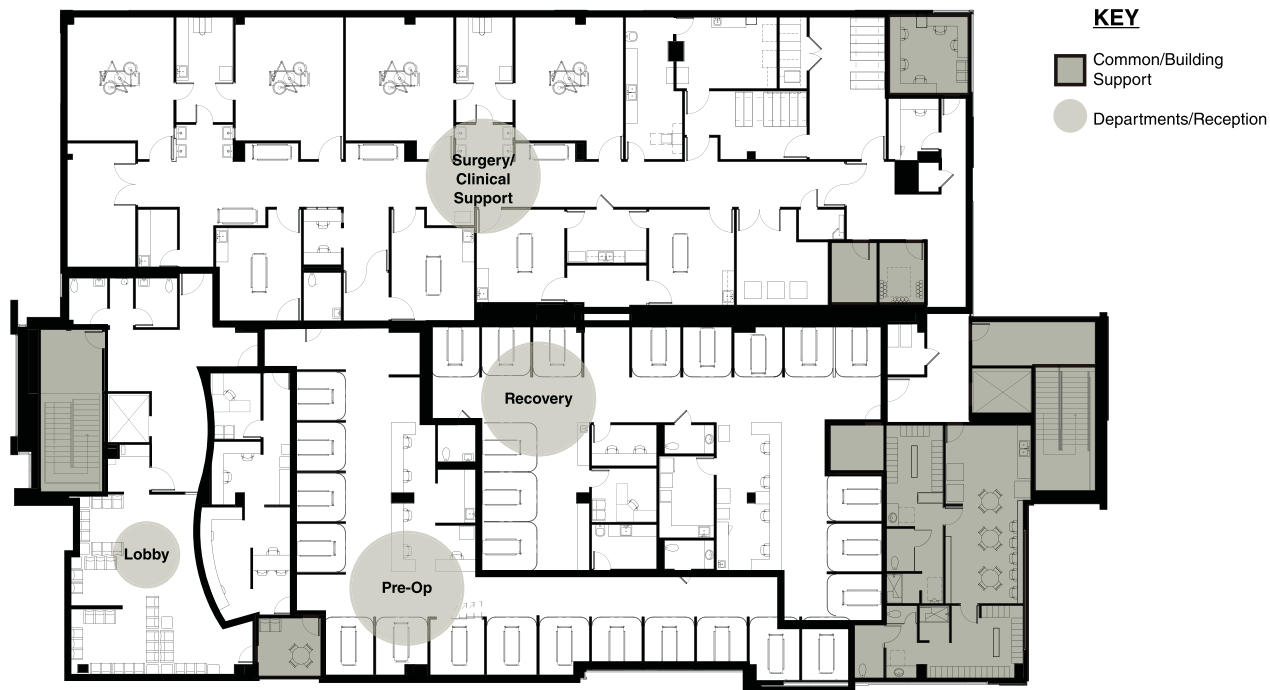 KEY
Common/Building
Support
Departments/Reception
Surgery/
Clinical
Support
Recovery
Lobby
Pre-Op